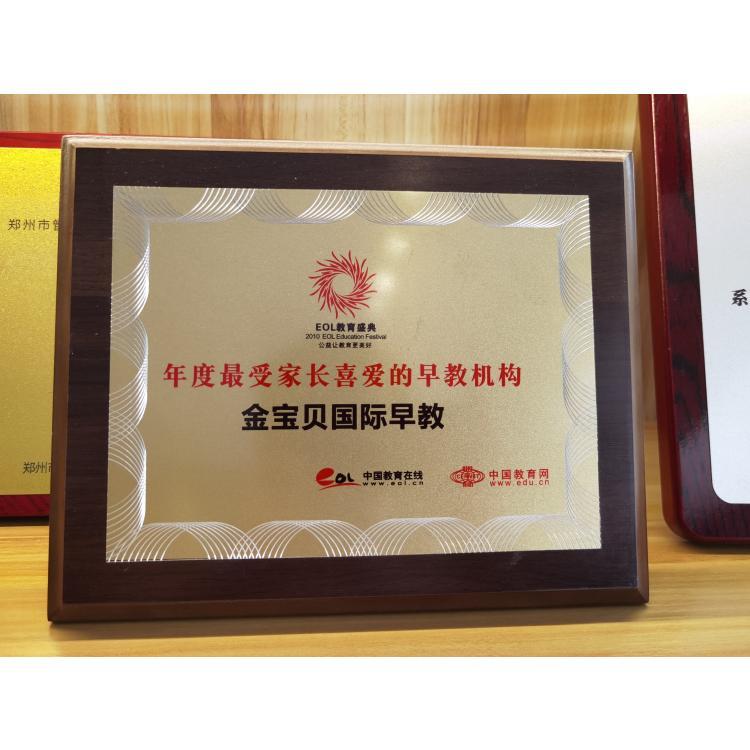 EOL教育盛典
2010 EOL Education Festival
公益让教育更美好
年度最受家长喜爱的早教机构
金宝贝国际早教
eOL 中国教育在线
www.eol.cn
中国教育网
www.edu.cn
郑州市
郑州市
系